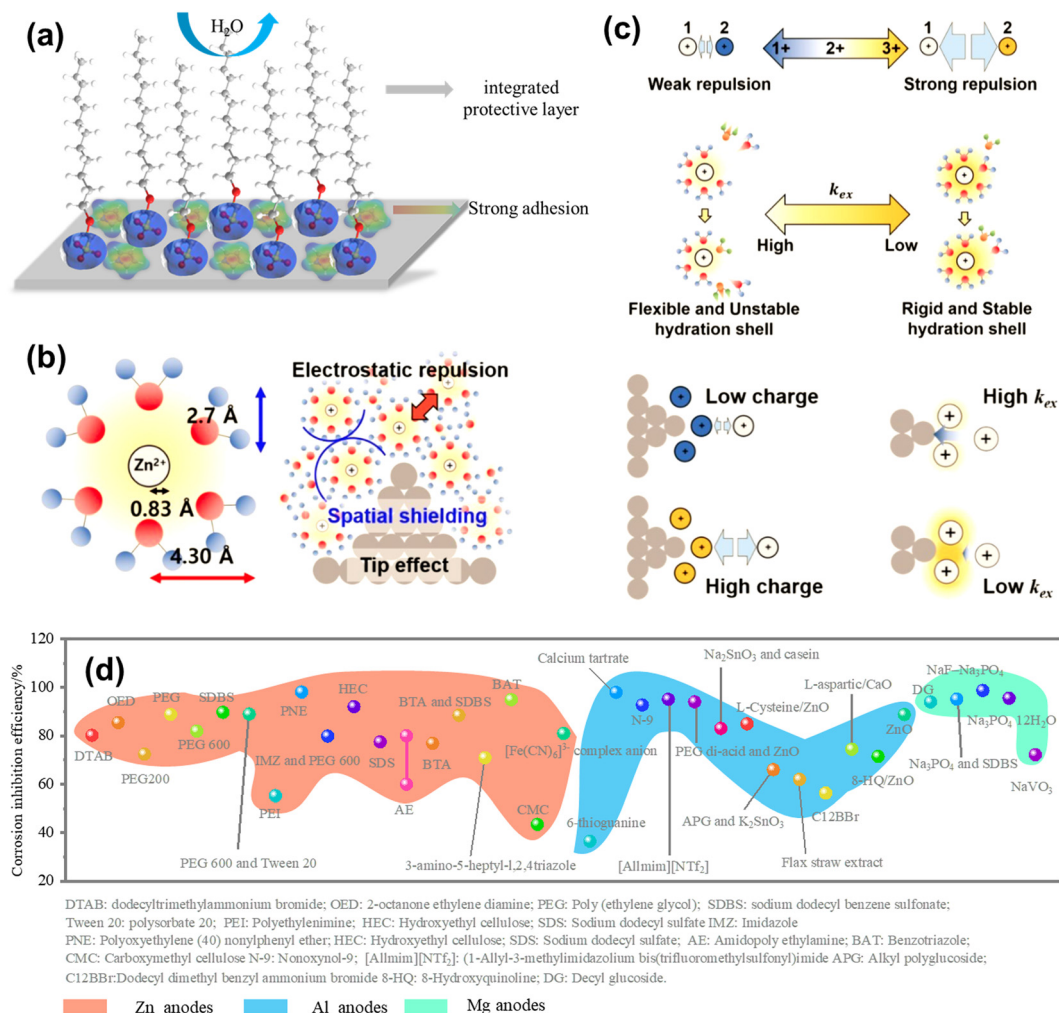 (a)
H2O
integrated
protective layer
Strong adhesion
(b)
2.7 Å
Zn2+
0.83 Å
4.30 Å
Electrostatic repulsion
Spatial shielding
Tip effect
(c)
1 2
1+ 2+ 3+
1 2
Weak repulsion
Strong repulsion
kex
High
Low
Flexible and Unstable
hydration shell
Rigid and Stable
hydration shell
Low charge
High kex
High charge
Low kex
(d)
Corrosion inhibition efficiency/%
120
100
80
60
40
20
DTAB
OED
PEG200
PEG
PEG 600
SDBS
PEG 600 and Tween 20
PEI
PNE
IMZ and PEG 600
HEC
SDS
AE
BTA
BTA and SDBS
3-amino-5-heptyl-l,2,4triazole
BAT
CMC
[Fe(CN)6]3- complex anion
6-thioguanine
Calcium tartrate
N-9
[Allmim][NTf2]
PEG di-acid and ZnO
Na2SnO3 and casein
L-Cysteine/ZnO
APG and K2SnO3
Flax straw extract
C12BBr
L-aspartic/CaO
8-HQ/ZnO
ZnO
DG
Na3PO4 and SDBS
NaF–Na3PO4
Na3PO4 12H2O
NaVO3
DTAB: dodecyltrimethylammonium bromide; OED: 2-octanone ethylene diamine; PEG: Poly (ethylene glycol); SDBS: sodium dodecyl benzene sulfonate;
Tween 20: polysorbate 20; PEI: Polyethylenimine; HEC: Hydroxyethyl cellulose; SDS: Sodium dodecyl sulfate IMZ: Imidazole
PNE: Polyoxyethylene (40) nonylphenyl ether; HEC: Hydroxyethyl cellulose; SDS: Sodium dodecyl sulfate; AE: Amidopoly ethylamine; BAT: Benzotriazole;
CMC: Carboxymethyl cellulose N-9: Nonoxynol-9; [Allmim][NTf2]: (1-Allyl-3-methylimidazolium bis(trifluoromethylsulfonyl)imide APG: Alkyl polyglucoside;
C12BBr:Dodecyl dimethyl benzyl ammonium bromide 8-HQ: 8-Hydroxyquinoline; DG: Decyl glucoside.
Zn anodes
Al anodes
Mg anodes